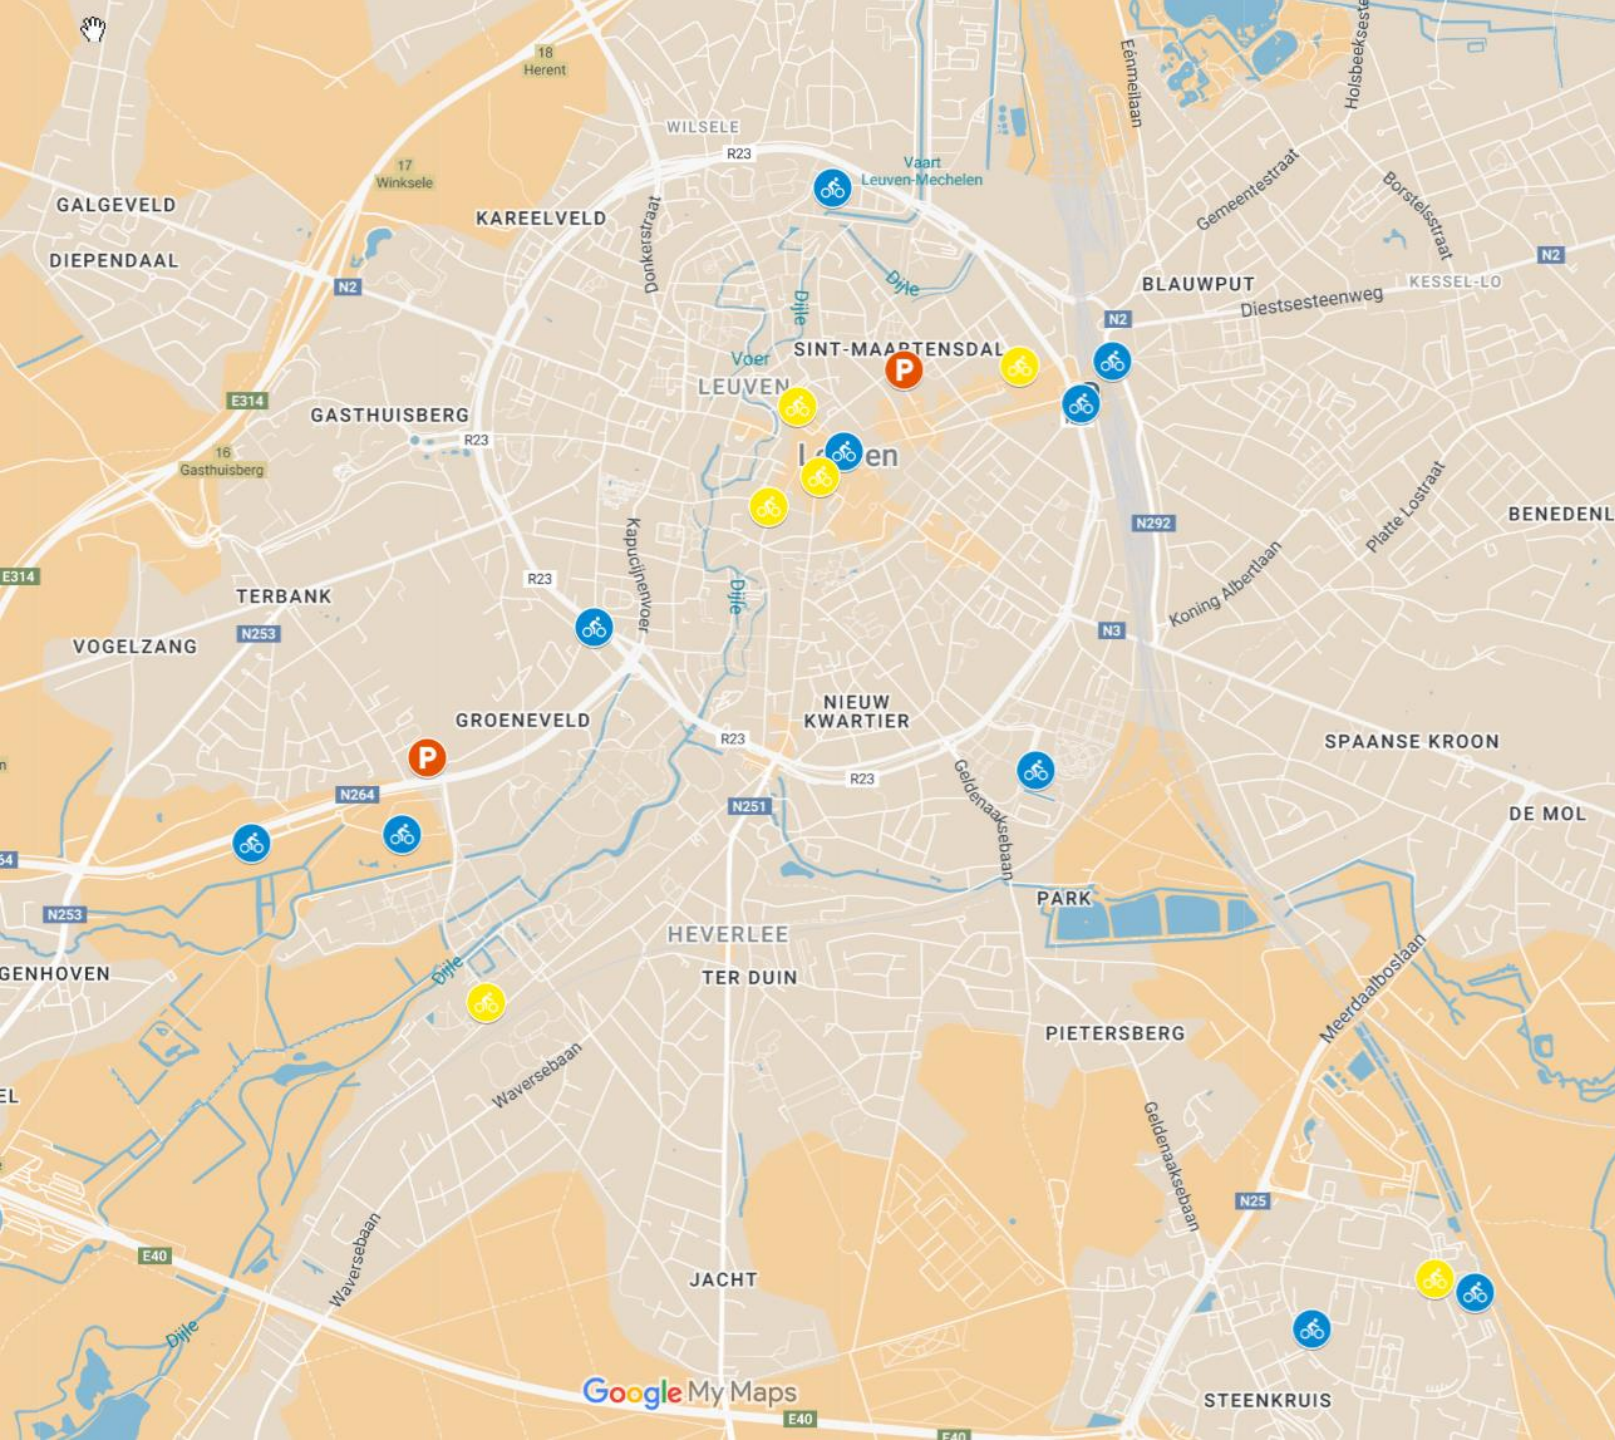 18
Herent
WILSELE
R23
Eénmeilaan
17
Winksele
Vaart
Leuven-Mechelen
Gemeentestraat
Borstelsstraat
GALGEVELD
KAREELVELD
Donkerstraat
DIEPENDAAL
N2
N2
Dijle
BLAUWPUT
KESSEL-LO
Diestsesteenweg
Dijle
N2
SINT-MAARTENSDAL
Voer
P
LEUVEN
E314
GASTHUISBERG
R23
16
Gasthuisberg
Platte Lostraat
N292
Kapucijnenvoer
E314
R23
TERBANK
Dijle
Koning Albertlaan
N253
N3
VOGELZANG
GROENEVELD
NIEUW
KWARTIER
R23
SPAANSE KROON
P
R23
N264
N251
Geldenaaksebaan
DE MOL
PARK
N253
HEVERLEE
Dijle
TER DUIN
Meerdaalboslaan
PIETERSBERG
Waversebaan
Geldenaaksebaan
N25
Waversebaan
E40
JACHT
Dijle
Google My Maps
STEENKRUIS
E40
E40